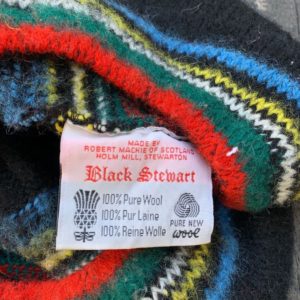 MADE BY
ROBERT MACKIE OF SCOTLAND
HOLM MILL, STEWARTON
Black Stewart
100% Pure Wool
100% Pur Laine
100% Reine Wolle
PURE NEW
wool